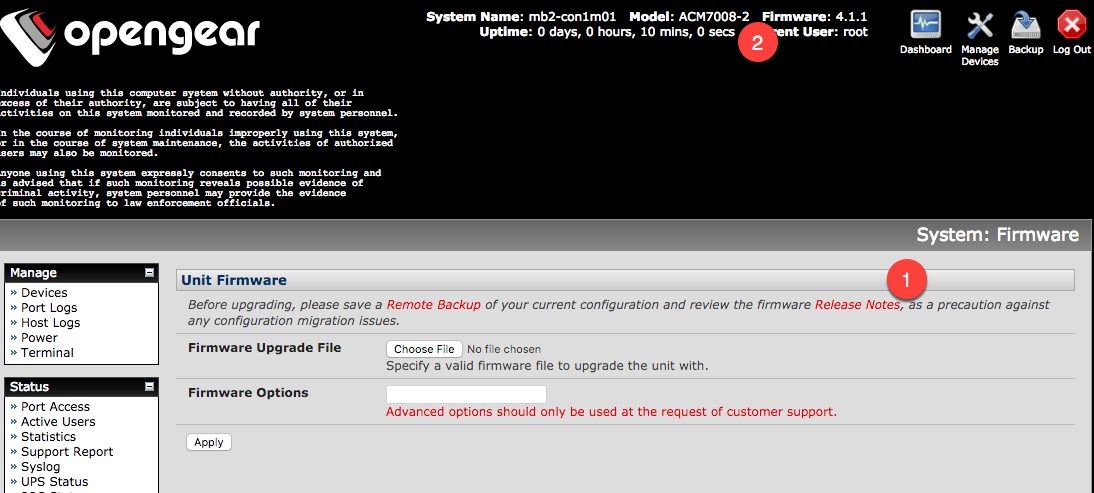 opengear
System Name: mb2-con1m01 Model: ACM7008-2 Firmware: 4.1.1
Uptime: 0 days, 0 hours, 10 mins, 0 secs rent User: root
2
Dashboard
Manage Devices
Backup
Log Out
ndividuals using this computer system without authority, or in
xcess of their authority, are subject to having all of their
ctivities on this system monitored and recorded by system personnel.
n the course of monitoring individuals improperly using this system,
or in the course of system maintenance, the activities of authorized
sers may also be monitored.
nyone using this system expressly consents to such monitoring and
is advised that if such monitoring reveals possible evidence of
riminal activity, system personnel may provide the evidence
of such monitoring to law enforcement officials.
System: Firmware
Manage
» Devices
» Port Logs
» Host Logs
» Power
» Terminal
Status
» Port Access
» Active Users
» Statistics
» Support Report
» Syslog
» UPS Status
Unit Firmware
1
Before upgrading, please save a Remote Backup of your current configuration and review the firmware Release Notes, as a precaution against
any configuration migration issues.
Firmware Upgrade File
Choose File No file chosen
Specify a valid firmware file to upgrade the unit with.
Firmware Options
Advanced options should only be used at the request of customer support.
Apply